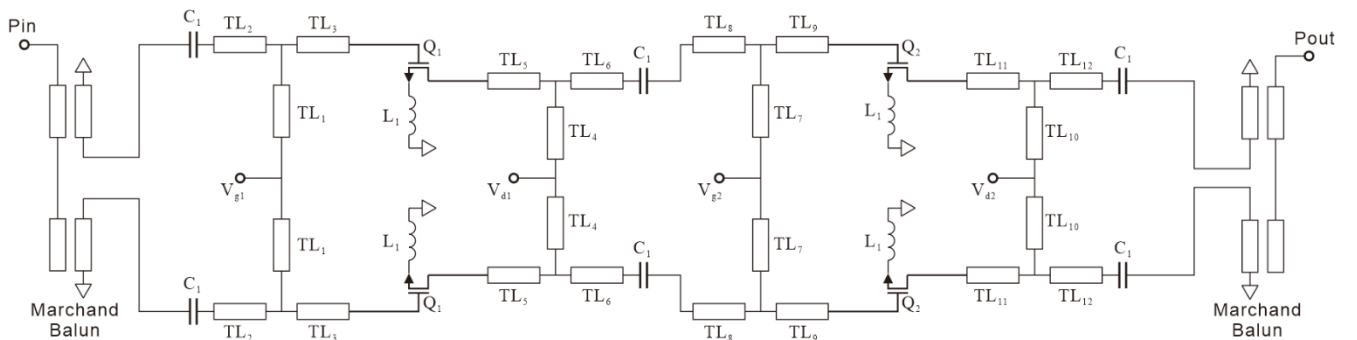 Pin
C1
TL2
TL3
Q1
TL1
L1
TL5
TL6
C1
TL4
TL8
TL9
Q2
TL7
L1
TL11
TL12
C1
TL10
Pout
Vg1
Vd1
Vg2
Vd2
TL1
L1
TL4
TL7
L1
TL10
C1
TL2
TL3
Q1
TL5
TL6
C1
TL8
TL9
Q2
TL11
TL12
C1
Marchand
Balun
Marchand
Balun